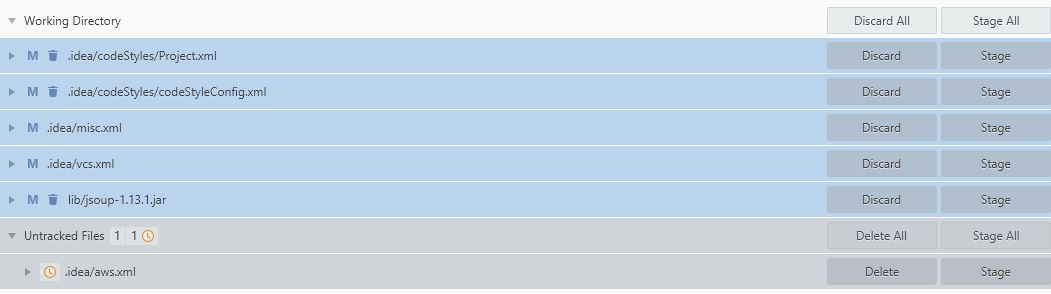 Working Directory Discard All Stage All
M .idea/codeStyles/Project.xml Discard Stage
M .idea/codeStyles/codeStyleConfig.xml Discard Stage
M .idea/misc.xml Discard Stage
M .idea/vcs.xml Discard Stage
M lib/jsoup-1.13.1.jar Discard Stage
Untracked Files 1 1 Delete All Stage All
.idea/aws.xml Delete Stage